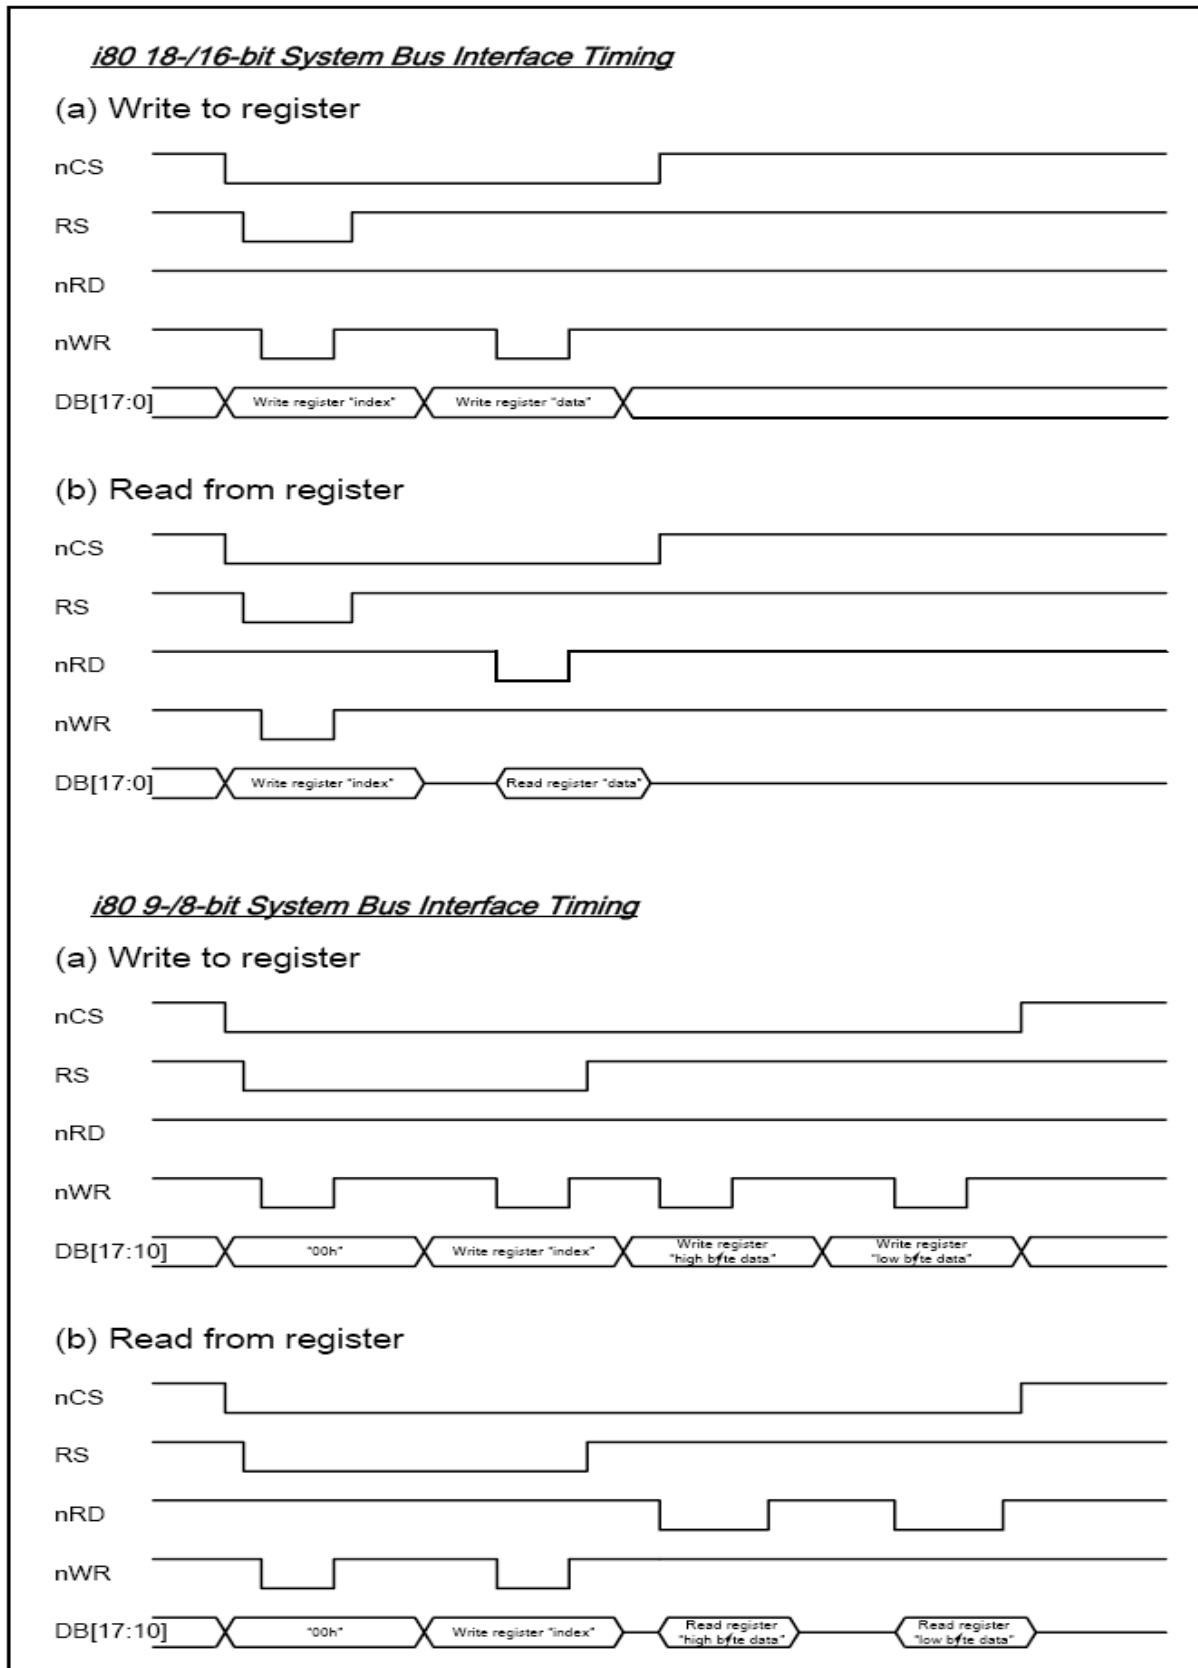 i80 18-/16-bit System Bus Interface Timing
(a) Write to register
nCS
RS
nRD
nWR
DB[17:0] Write register "index" Write register "data"
(b) Read from register
nCS
RS
nRD
nWR
DB[17:0] Write register "index" Read register "data"
i80 9-/8-bit System Bus Interface Timing
(a) Write to register
nCS
RS
nRD
nWR
DB[17:10] "00h" Write register "index" Write register "high byte data" Write register "low byte data"
(b) Read from register
nCS
RS
nRD
nWR
DB[17:10] "00h" Write register "index" Read register "high byte data" Read register "low byte data"